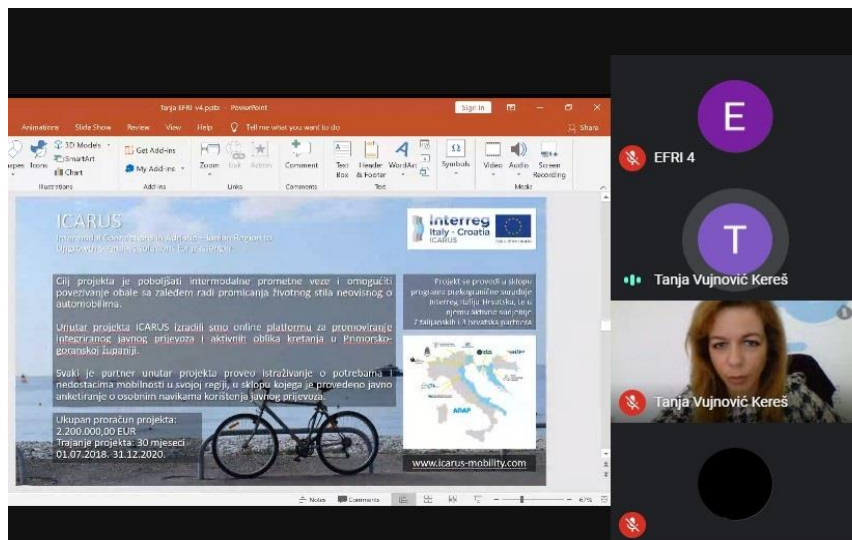 Tanja EFRI v4.pptx - PowerPoint
Sign in
Animations Slide Show Review View Help Tell me what you want to do
Share
Icons
3D Models
SmartArt
Chart
Get Add-ins
My Add-ins
Zoom
Link
Action
Comment
Text Box
Header & Footer
WordArt
Symbols
Video
Audio
Screen Recording
Illustrations
Add-ins
Links
Comments
Text
Media
ICARUS
Interreg
Italy - Croatia
ICARUS
Cilj projekta je poboljšati intermodalne prometne veze i omogućiti
povezivanje obale sa zaleđem radi promicanja životnog stila neovisnog o
automobilima.
Unutar projekta ICARUS izradili smo online platformu za promoviranje
integriranog javnog prijevoza i aktivnih oblika kretanja u Primorsko-
goranskoj županiji.
Svaki je partner unutar projekta proveo istraživanje o potrebama i
nedostacima mobilnosti u svojoj regiji, u sklopu kojega je provedeno javno
anketiranje o osobnim navikama korištenja javnog prijevoza.
Ukupan proračun projekta:
2.200.000,00 EUR
Trajanje projekta: 30 mjeseci
01.07.2018.-31.12.2020.
Projekt se provodi u sklopu
programa prekogranične suradnje
7 talijanskih i 3 hrvatska partnera
ARAP
www.icarus-mobility.com
Notes
Comments
67%
E
EFRI 4
T
Tanja Vujnović Kereš
Tanja Vujnović Kereš